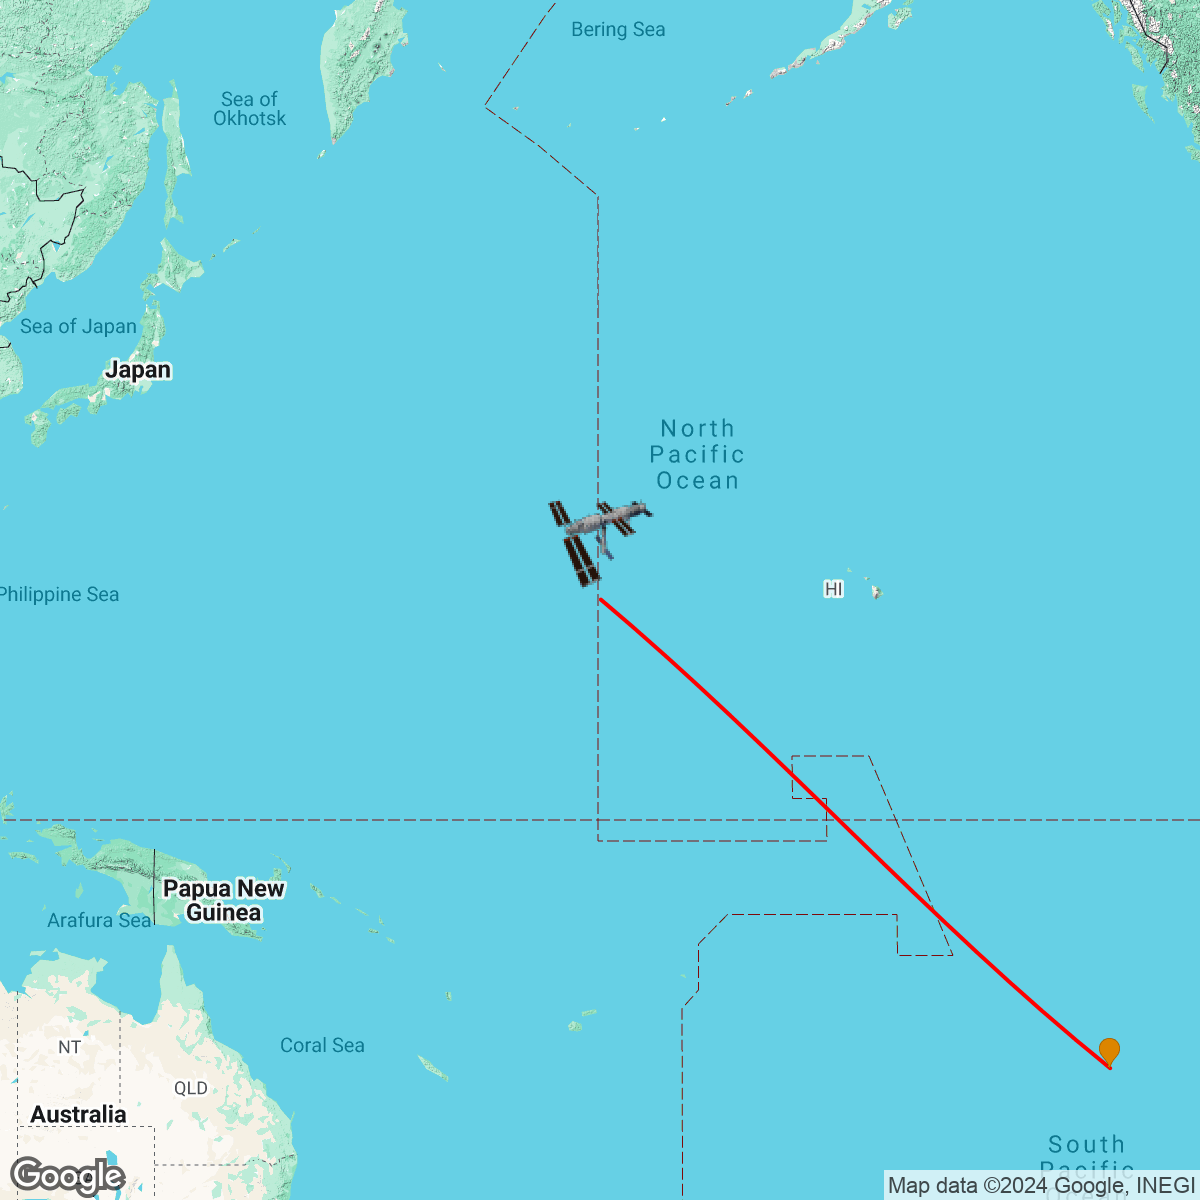 Bering Sea
Sea of
Okhotsk
Sea of Japan
Japan
North
Pacific
Ocean
Philippine Sea
HI
Papua New
Guinea
Arafura Sea
NT
Coral Sea
QLD
Australia
South
Pacific
Google
Map data ©2024 Google, INEGI